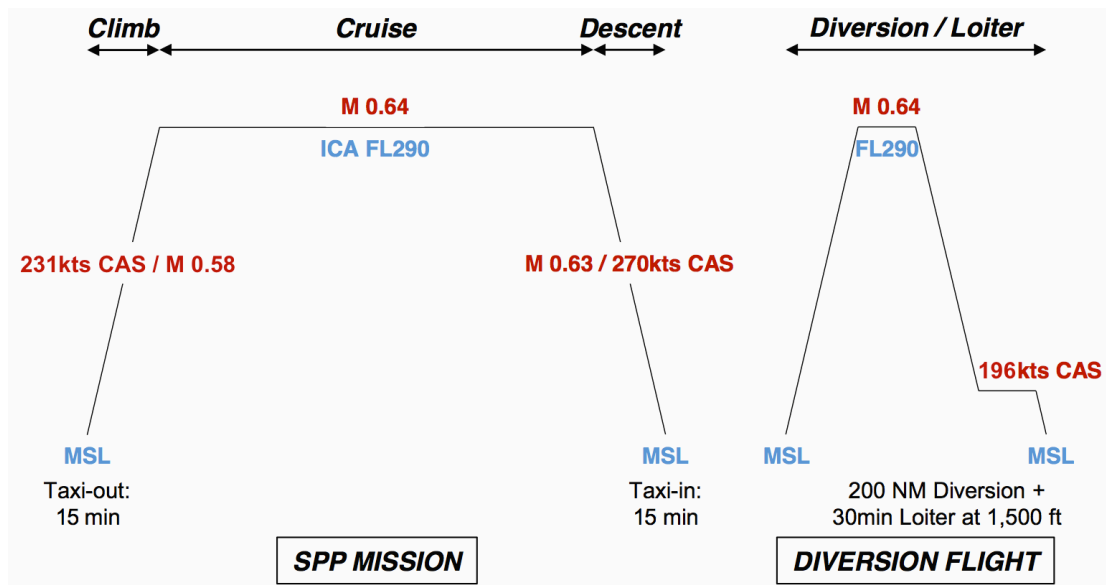 Climb
Cruise
Descent
Diversion / Loiter
M 0.64
ICA FL290
M 0.64
FL290
231kts CAS / M 0.58
M 0.63 / 270kts CAS
196kts CAS
MSL
MSL
MSL
MSL
Taxi-out:
15 min
Taxi-in:
15 min
200 NM Diversion +
30min Loiter at 1,500 ft
SPP MISSION
DIVERSION FLIGHT